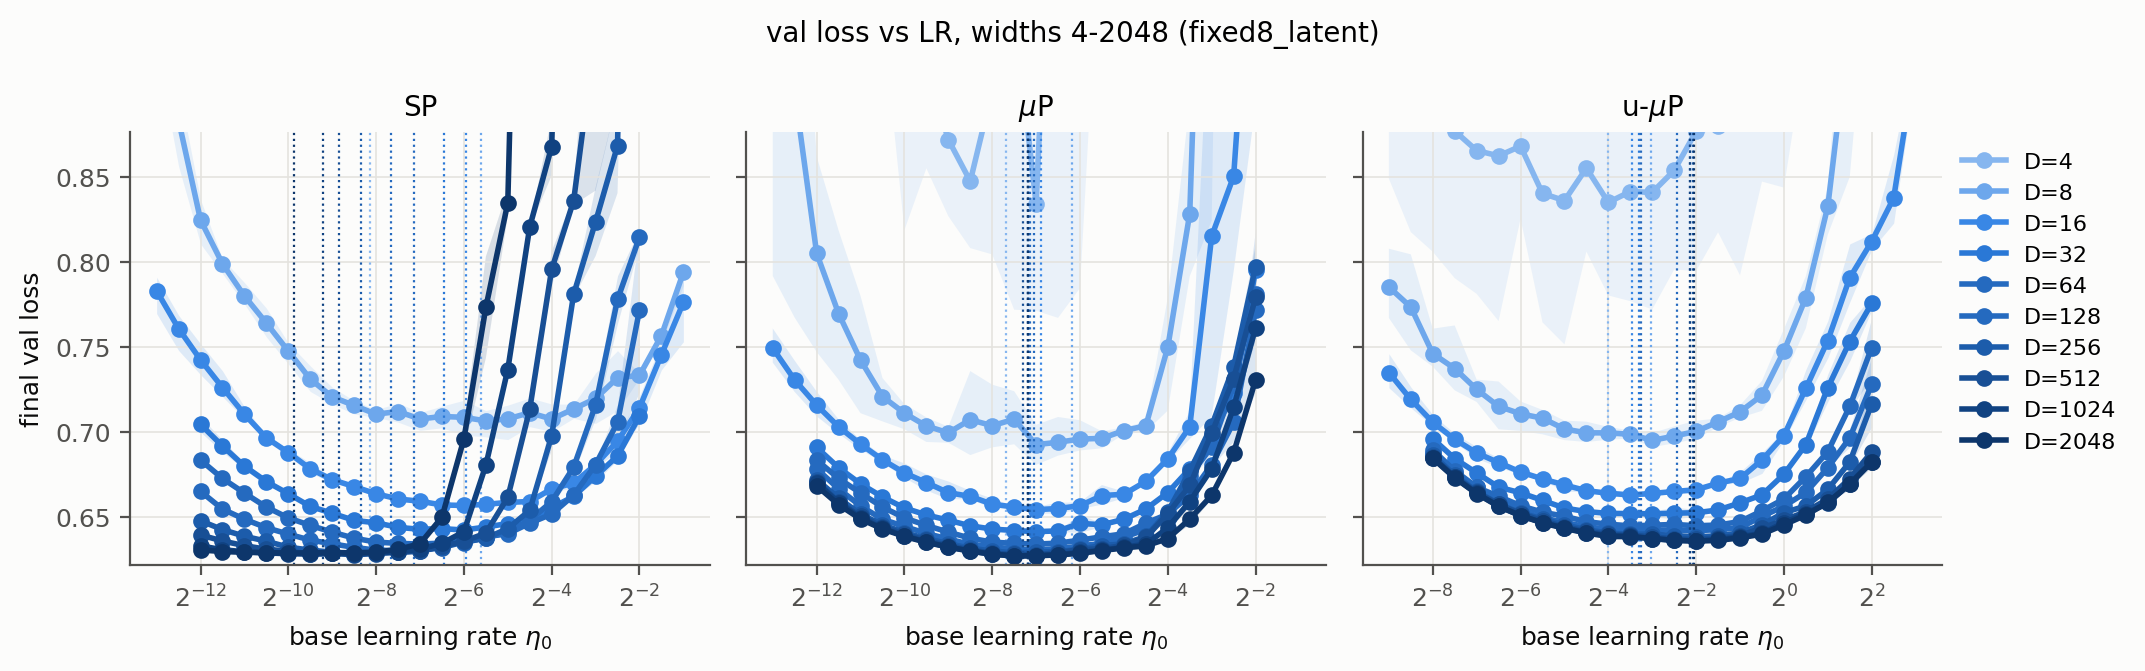 val loss vs LR, widths 4-2048 (fixed8_latent)
SP
μP
u-μP
final val loss
0.85
0.80
0.75
0.70
0.65
2⁻¹² 2⁻¹⁰ 2⁻⁸ 2⁻⁶ 2⁻⁴ 2⁻²
2⁻¹² 2⁻¹⁰ 2⁻⁸ 2⁻⁶ 2⁻⁴ 2⁻²
2⁻⁸ 2⁻⁶ 2⁻⁴ 2⁻² 2⁰ 2²
base learning rate η₀
base learning rate η₀
base learning rate η₀
D=4
D=8
D=16
D=32
D=64
D=128
D=256
D=512
D=1024
D=2048